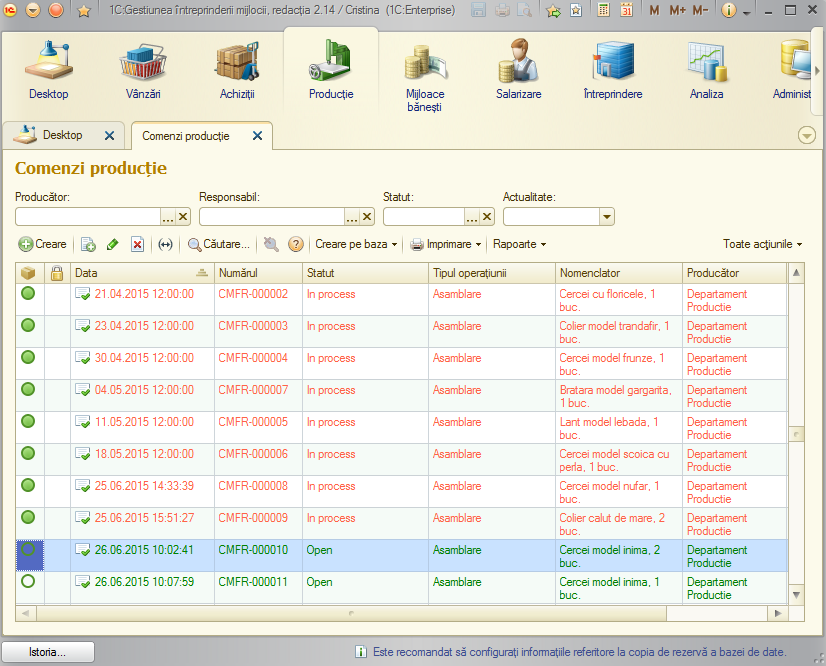 1C:Gestiunea întreprinderii mijlocii, redacția 2.14 / Cristina (1C:Enterprise)
M M+ M-
Desktop
Vânzări
Achiziții
Producție
Mijloace
bănești
Salarizare
Întreprindere
Analiza
Administ
Desktop
Comenzi producție
Comenzi producție
Producător:
Responsabil:
Statut:
Actualitate:
Creare
Căutare...
Creare pe baza
Imprimare
Rapoarte
Toate acțiunile
Data Numărul Statut Tipul operațiunii Nomenclator Producător
21.04.2015 12:00:00 CMFR-000002 In process Asamblare Cercei cu floricele, 1 Departament
buc. Productie
23.04.2015 12:00:00 CMFR-000003 In process Asamblare Colier model trandafir, 1 Departament
buc. Productie
30.04.2015 12:00:00 CMFR-000004 In process Asamblare Cercei model frunze, 1 Departament
buc. Productie
04.05.2015 12:00:00 CMFR-000007 In process Asamblare Bratara model gargarita, Departament
1 buc. Productie
11.05.2015 12:00:00 CMFR-000005 In process Asamblare Lant model lebada, 1 Departament
buc. Productie
18.05.2015 12:00:00 CMFR-000006 In process Asamblare Cercei model scoica cu Departament
perla, 1 buc. Productie
25.06.2015 14:33:39 CMFR-000008 In process Asamblare Cercei model nufar, 1 Departament
buc. Productie
25.06.2015 15:51:27 CMFR-000009 In process Asamblare Colier calut de mare, 2 Departament
buc. Productie
26.06.2015 10:02:41 CMFR-000010 Open Asamblare Cercei model inima, 2 Departament
buc. Productie
26.06.2015 10:07:59 CMFR-000011 Open Asamblare Cercei model inima, 1 Departament
buc. Productie
Istoria...
Este recomandat să configurați informațiile referitore la copia de rezervă a bazei de date.